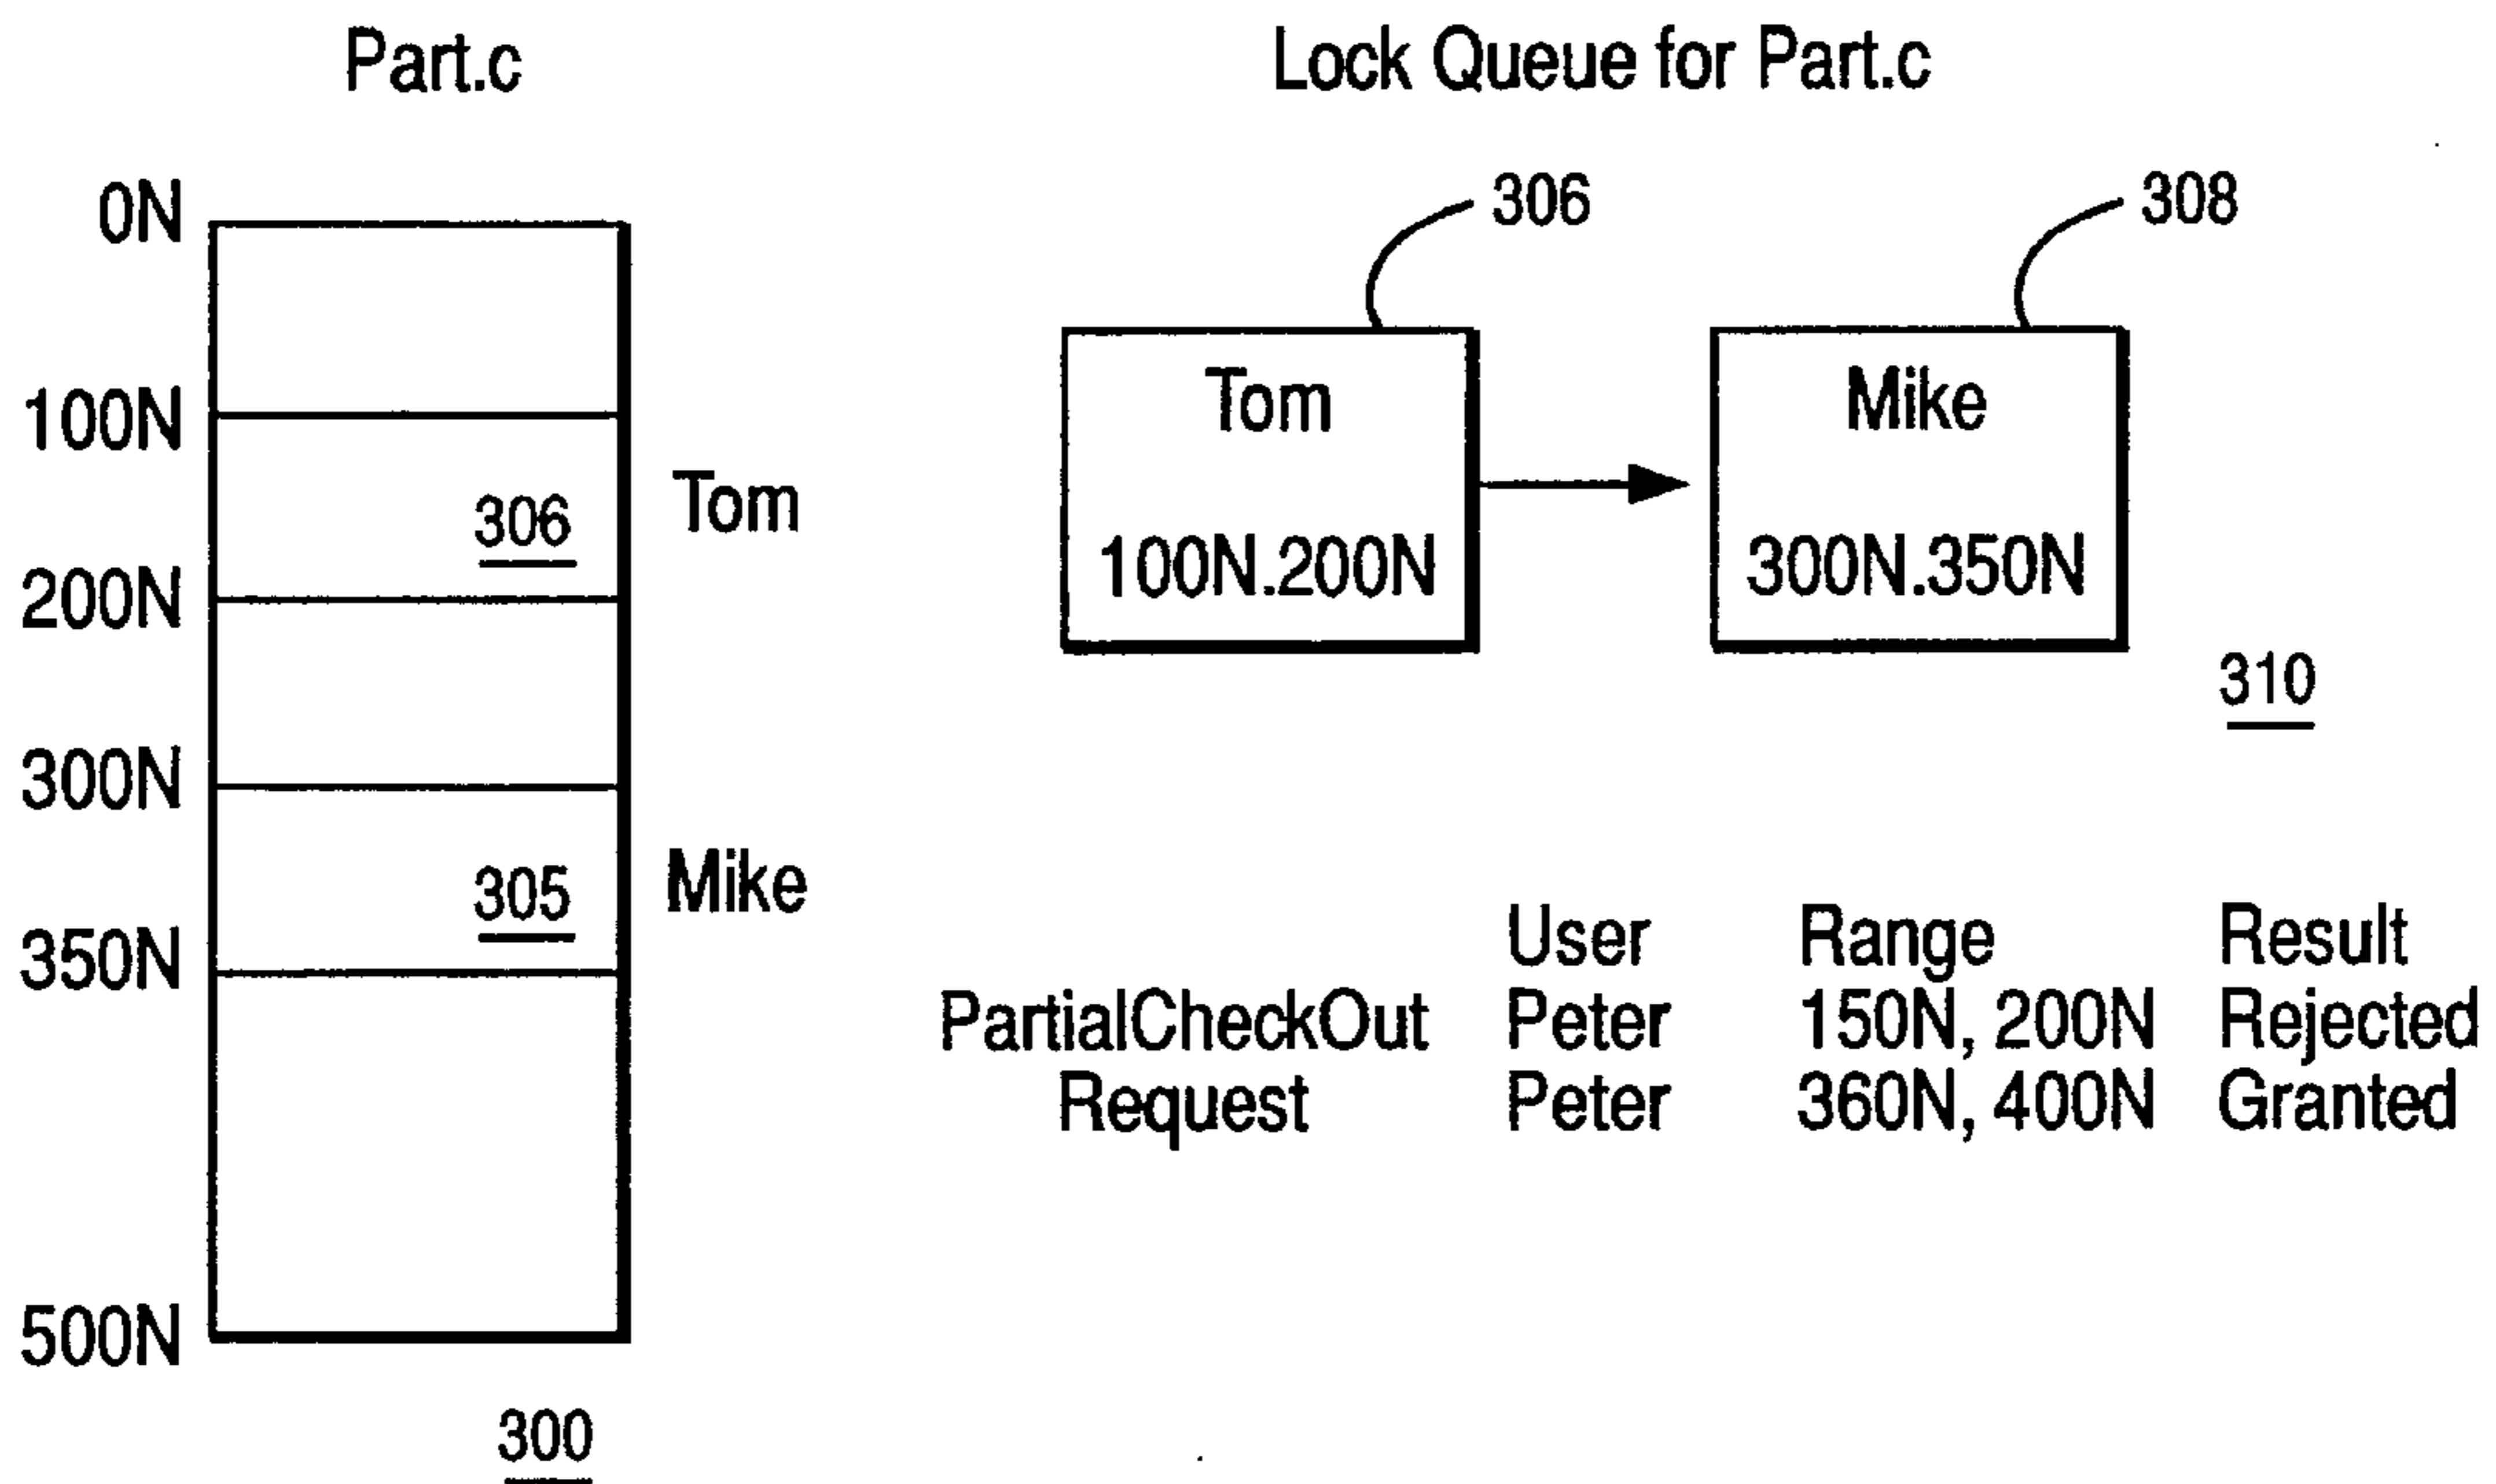 Part.c
0N
100N
306
Tom
200N
300N
305
Mike
350N
500N
300
Lock Queue for Part.c
306
308
Tom
100N.200N
Mike
300N.350N
310
User Range Result
PartialCheckOut Peter 150N, 200N Rejected
Request Peter 360N, 400N Granted